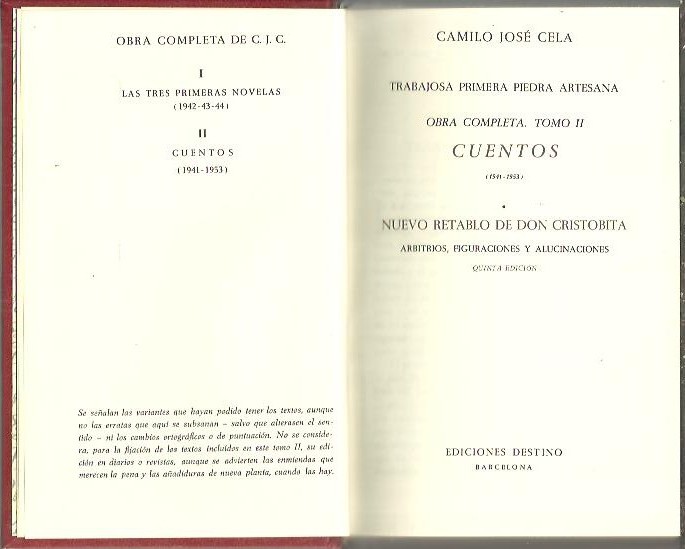 OBRA COMPLETA DE C. J. C.
I
LAS TRES PRIMERAS NOVELAS
(1942-43-44)
II
CUENTOS
(1941-1953)
Se señalan las variantes que hayan podido tener los textos, aunque
no las erratas que aquí se subsanan – salvo que alterasen el sen-
tido – ni los cambios ortográficos o de puntuación. No se conside-
ra, para la fijación de los textos incluídos en este tomo II, su edi-
ción en diarios o revistas, aunque se advierten las enmiendas que
merecen la pena y las añadiduras de nueva planta, cuando las hay.
CAMILO JOSÉ CELA
TRABAJOSA PRIMERA PIEDRA ARTESANA
OBRA COMPLETA. TOMO II
CUENTOS
(1941-1953)
NUEVO RETABLO DE DON CRISTOBITA
ARBITRIOS, FIGURACIONES Y ALUCINACIONES
QUINTA EDICIÓN
EDICIONES DESTINO
BARCELONA